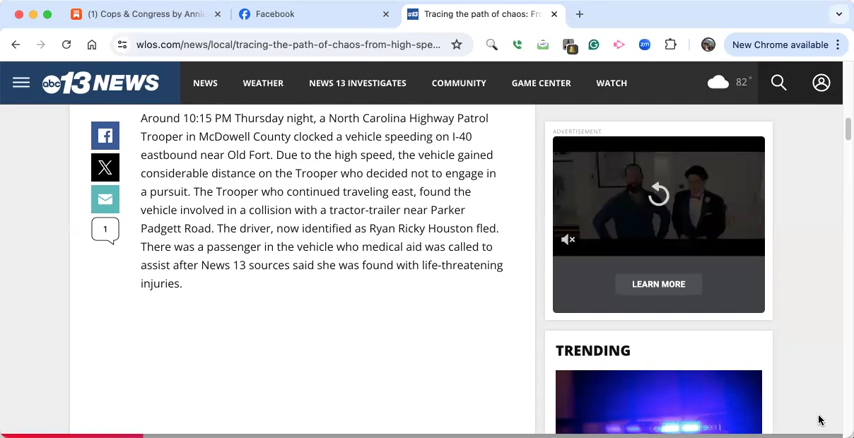 (1) Cops & Congress by Anni
Facebook
Tracing the path of chaos: Fr
wlos.com/news/local/tracing-the-path-of-chaos-from-high-spe...
zm
New Chrome available
abc 13 NEWS
NEWS
WEATHER
NEWS 13 INVESTIGATES
COMMUNITY
GAME CENTER
WATCH
82°
Around 10:15 PM Thursday night, a North Carolina Highway Patrol
Trooper in McDowell County clocked a vehicle speeding on I-40
eastbound near Old Fort. Due to the high speed, the vehicle gained
considerable distance on the Trooper who decided not to engage in
a pursuit. The Trooper who continued traveling east, found the
vehicle involved in a collision with a tractor-trailer near Parker
Padgett Road. The driver, now identified as Ryan Ricky Houston fled.
There was a passenger in the vehicle who medical aid was called to
assist after News 13 sources said she was found with life-threatening
injuries.
1
ADVERTISEMENT
LEARN MORE
TRENDING